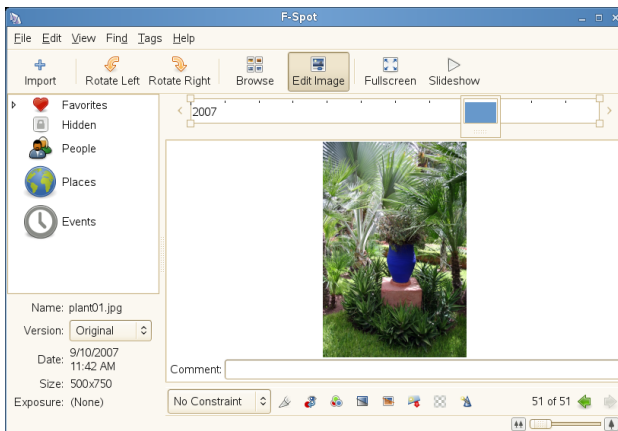 F-Spot
File Edit View Find Tags Help
Import Rotate Left Rotate Right Browse Edit Image Fullscreen Slideshow
Favorites
Hidden
People
Places
Events
2007
Name: plant01.jpg
Version: Original
Date: 9/10/2007
11:42 AM
Size: 500x750
Exposure: (None)
Comment:
No Constraint
51 of 51